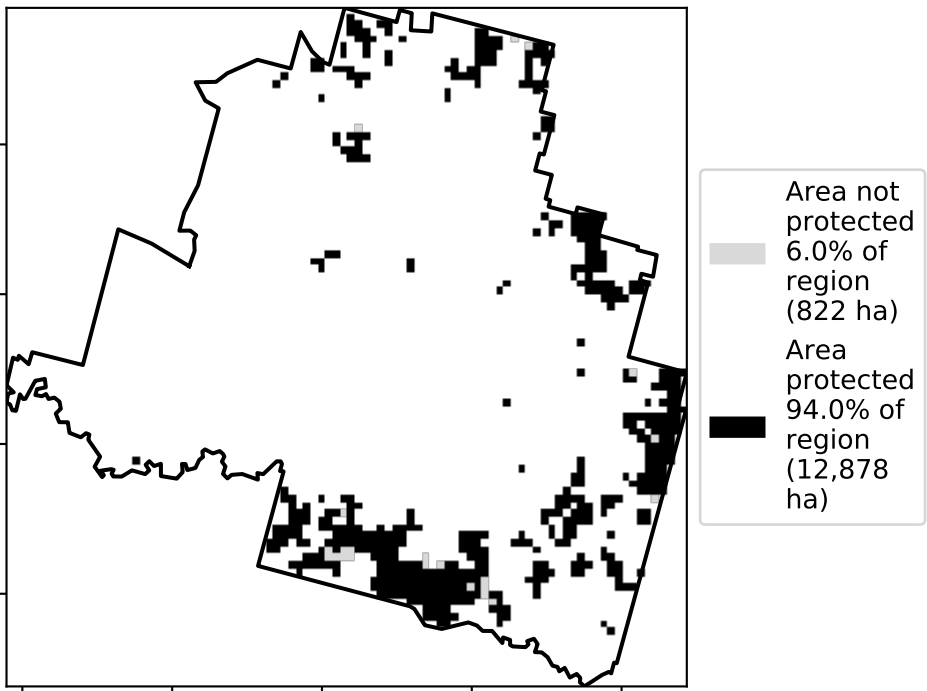 Area not
protected
6.0% of
region
(822 ha)
Area
protected
94.0% of
region
(12,878
ha)